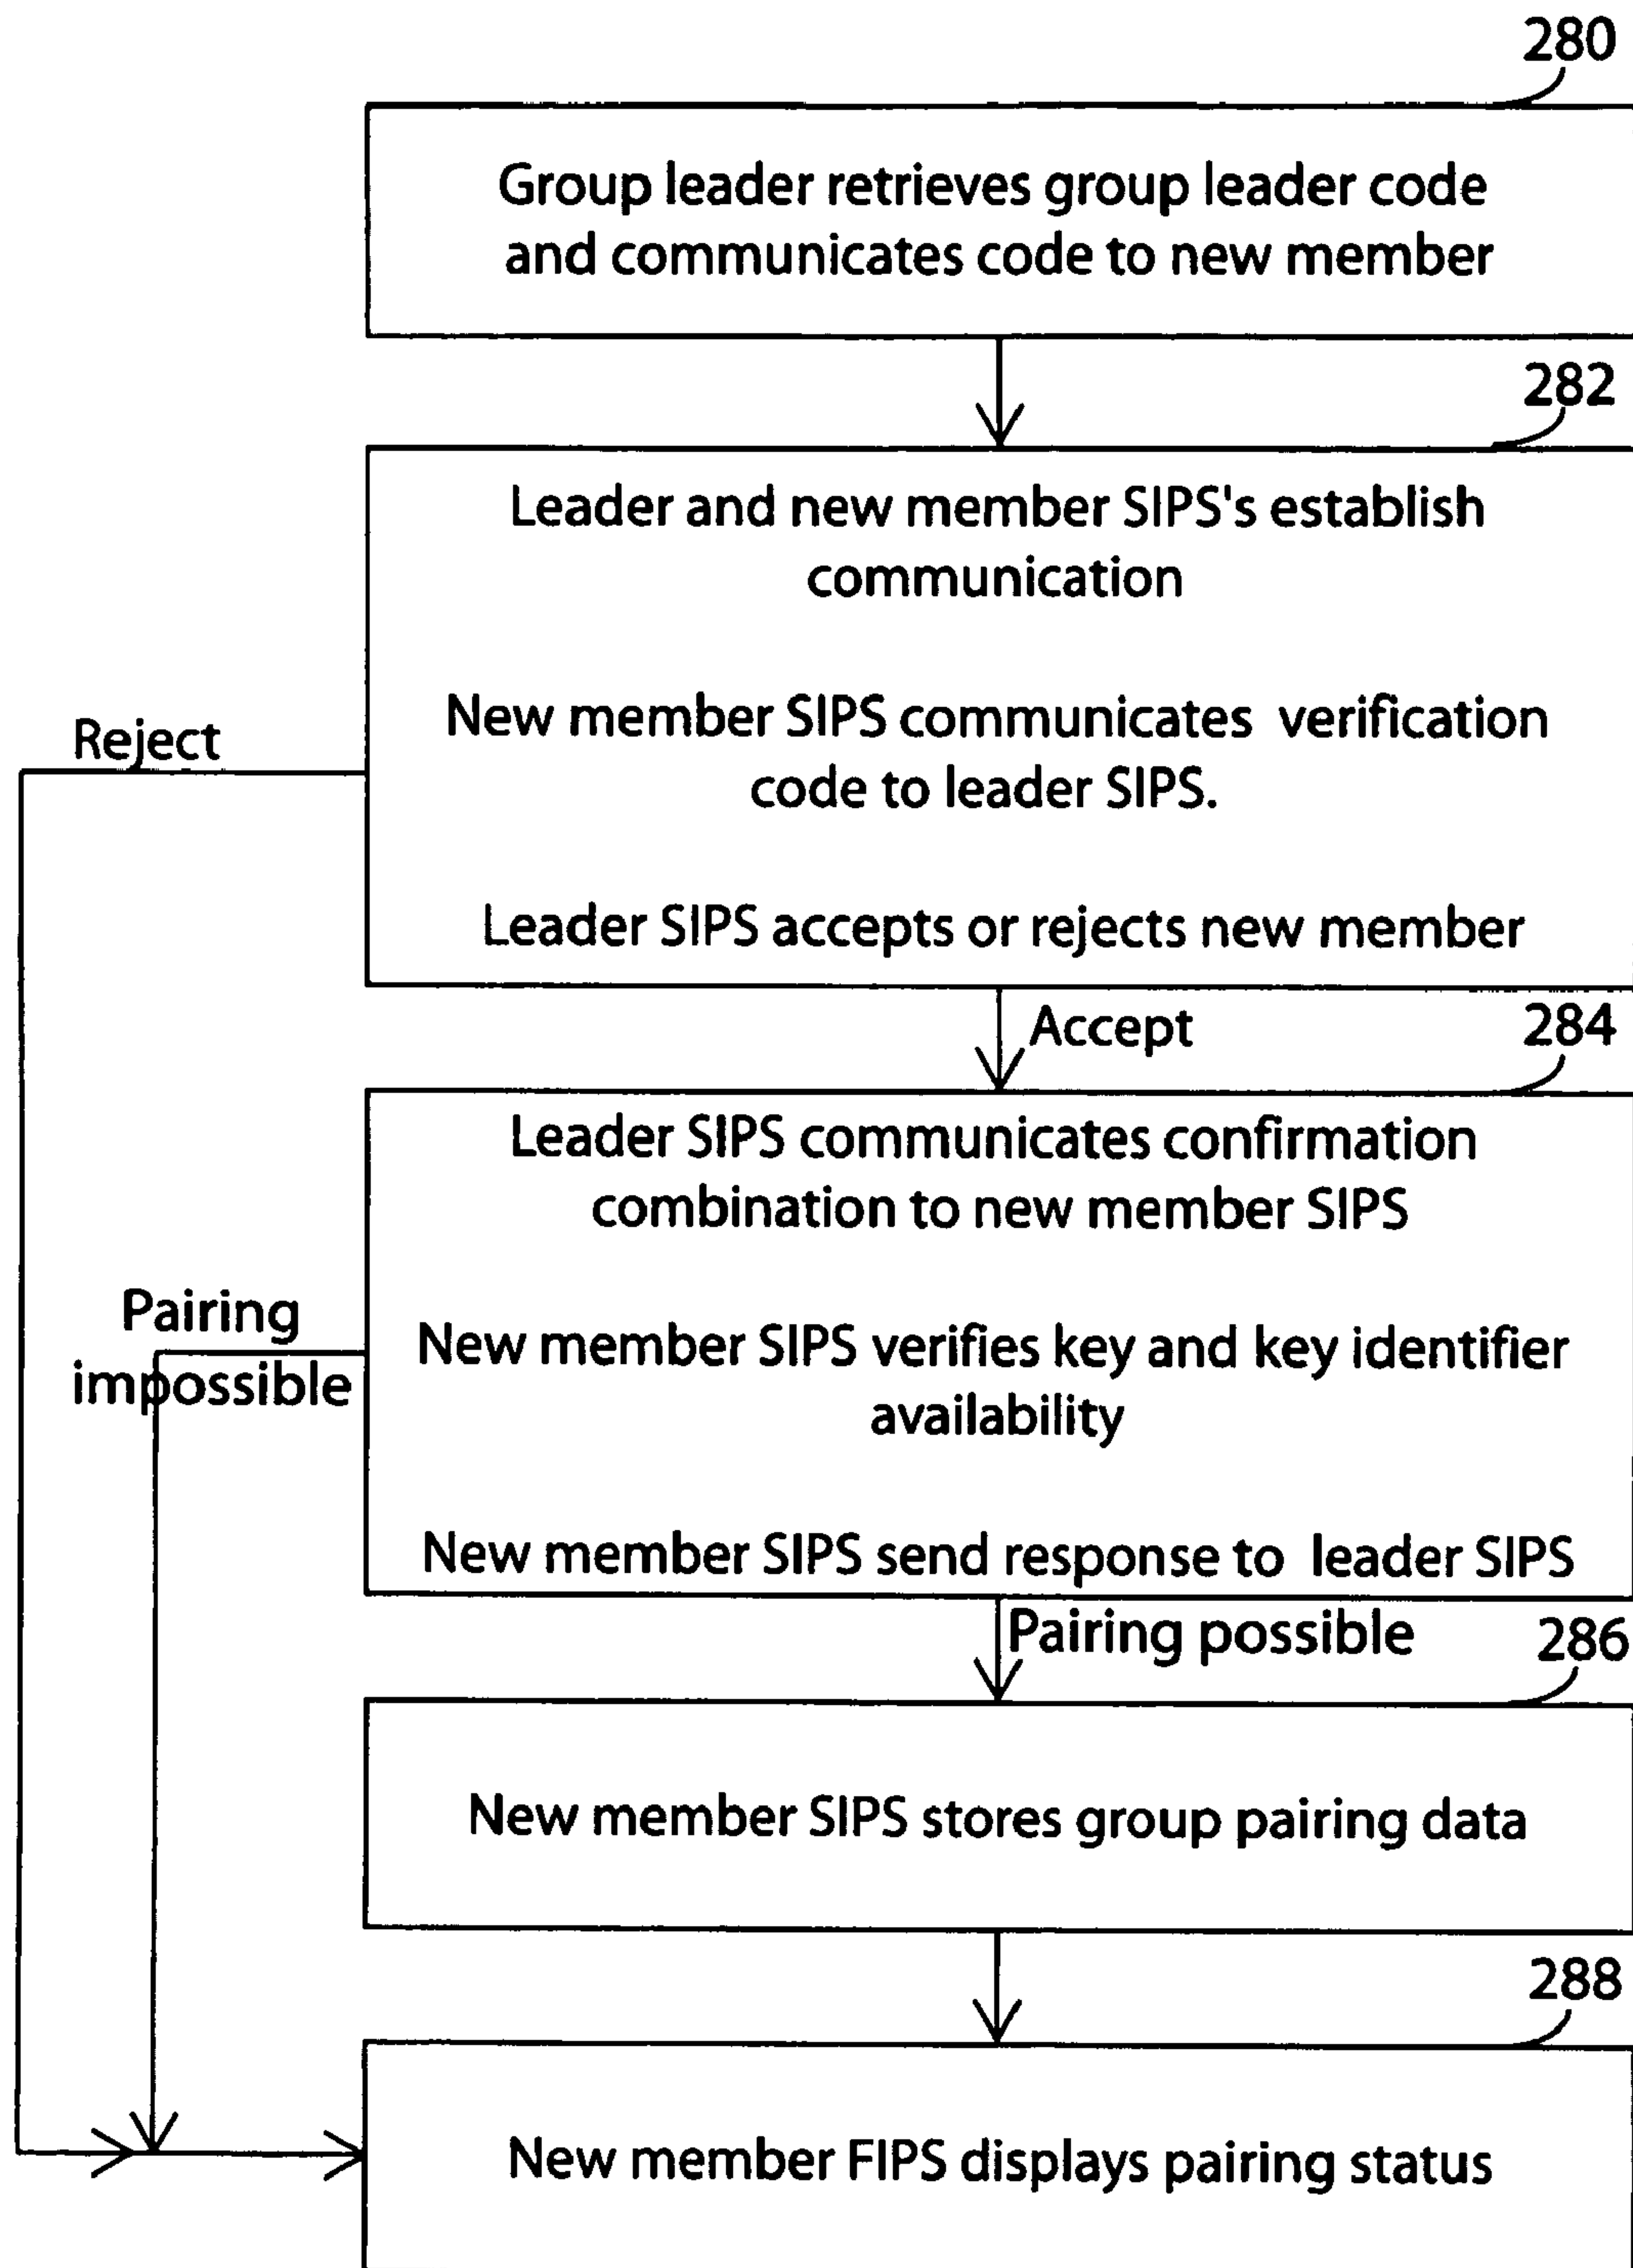 280
Group leader retrieves group leader code
and communicates code to new member
282
Leader and new member SIPS's establish
communication
New member SIPS communicates verification
code to leader SIPS.
Leader SIPS accepts or rejects new member
Reject
Accept
284
Leader SIPS communicates confirmation
combination to new member SIPS
New member SIPS verifies key and key identifier
availability
New member SIPS send response to leader SIPS
Pairing
impossible
Pairing possible
286
New member SIPS stores group pairing data
288
New member FIPS displays pairing status